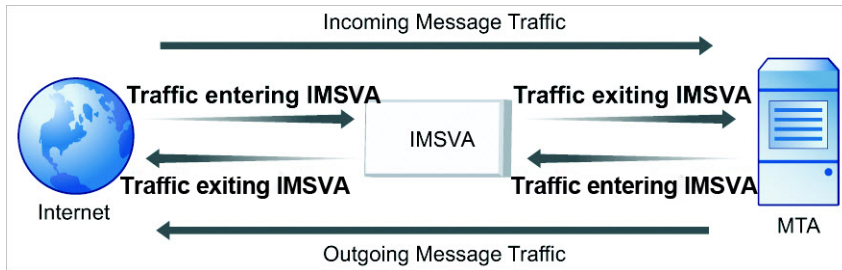 Incoming Message Traffic
Traffic entering IMSVA
Traffic exiting IMSVA
IMSVA
Traffic exiting IMSVA
Traffic entering IMSVA
Internet
MTA
Outgoing Message Traffic